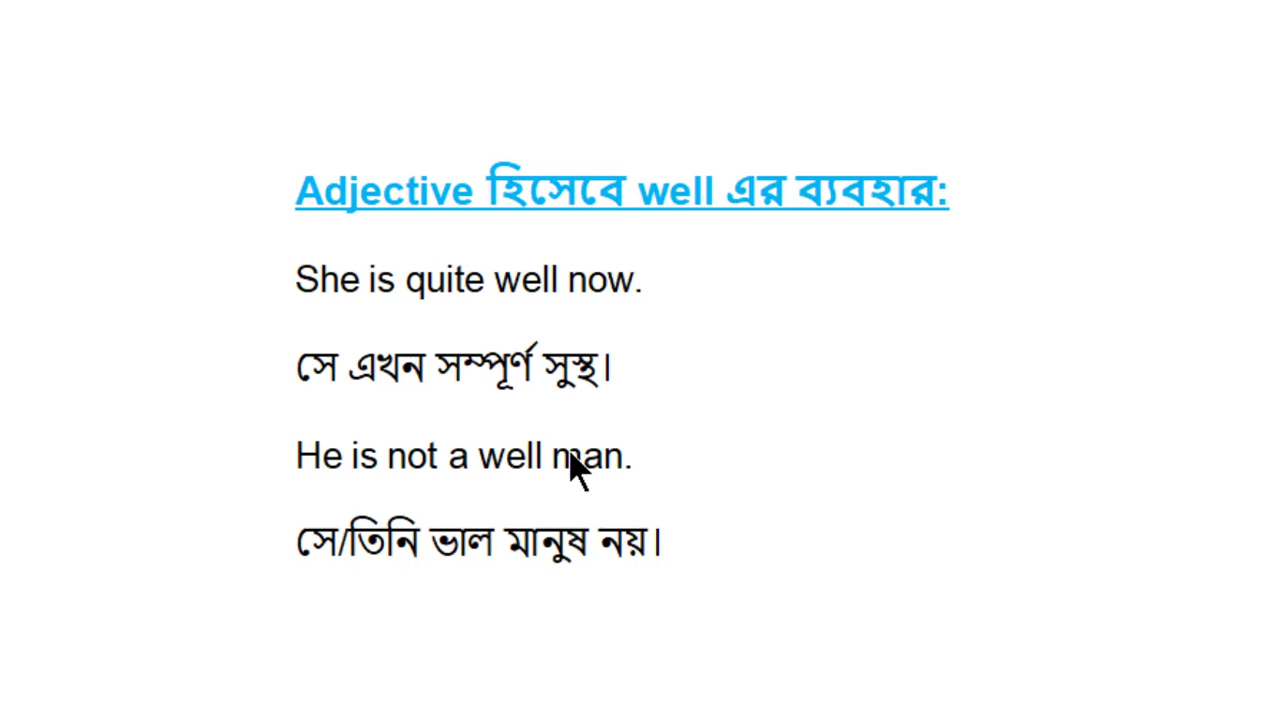 Adjective হিসেবে well এর ব্যবহার:
She is quite well now.
সে এখন সম্পূর্ণ সুস্থ।
He is not a well man.
সে/তিনি ভাল মানুষ নয়।